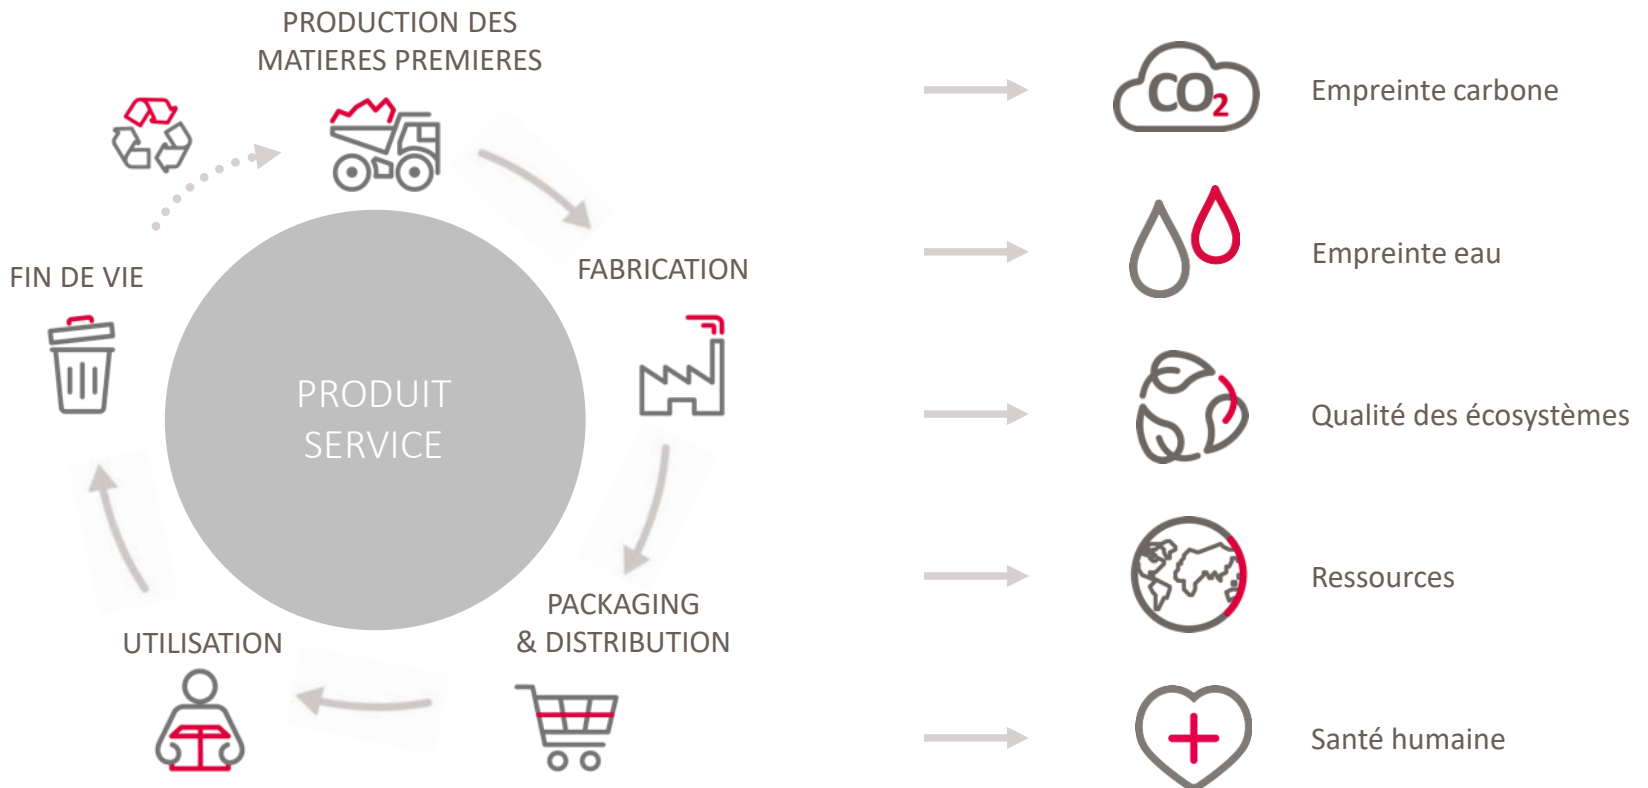 PRODUCTION DES
MATIERES PREMIERES
FABRICATION
PACKAGING
& DISTRIBUTION
UTILISATION
FIN DE VIE
PRODUIT
SERVICE
CO2
Empreinte carbone
Empreinte eau
Qualité des écosystèmes
Ressources
Santé humaine